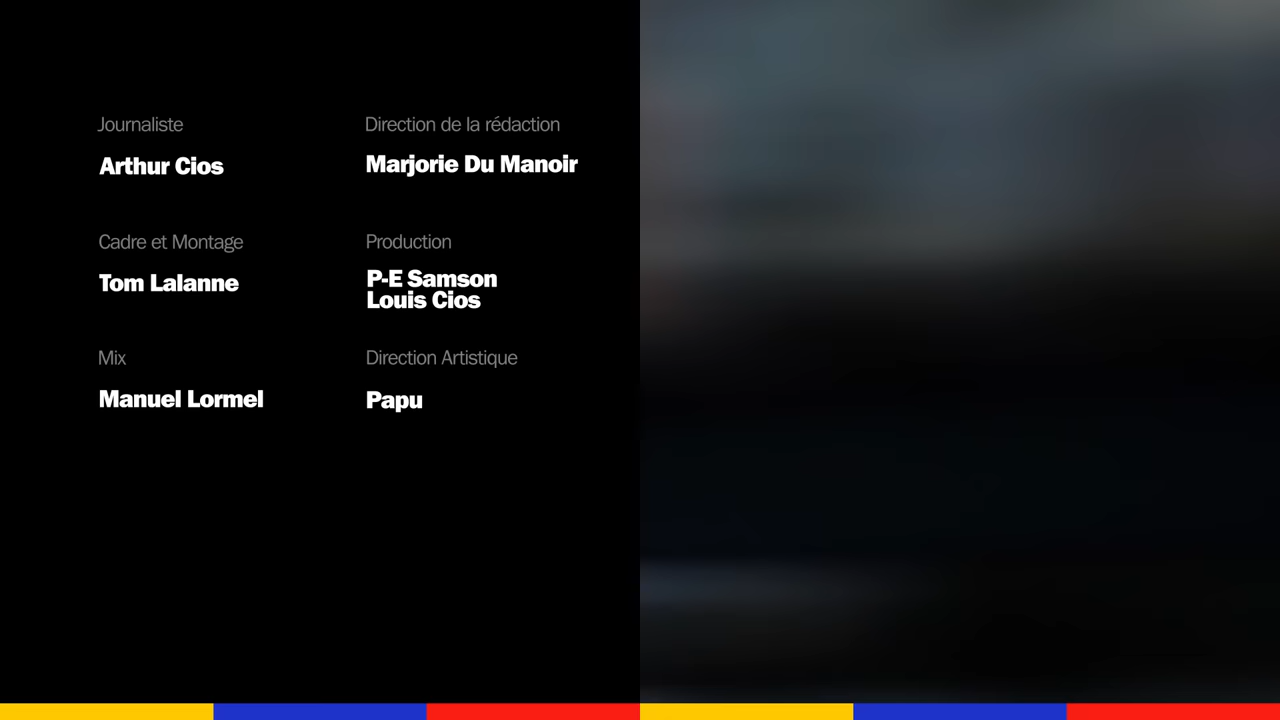 Journaliste
Arthur Cios
Direction de la rédaction
Marjorie Du Manoir
Cadre et Montage
Tom Lalanne
Production
P-E Samson
Louis Cios
Mix
Manuel Lormel
Direction Artistique
Papu